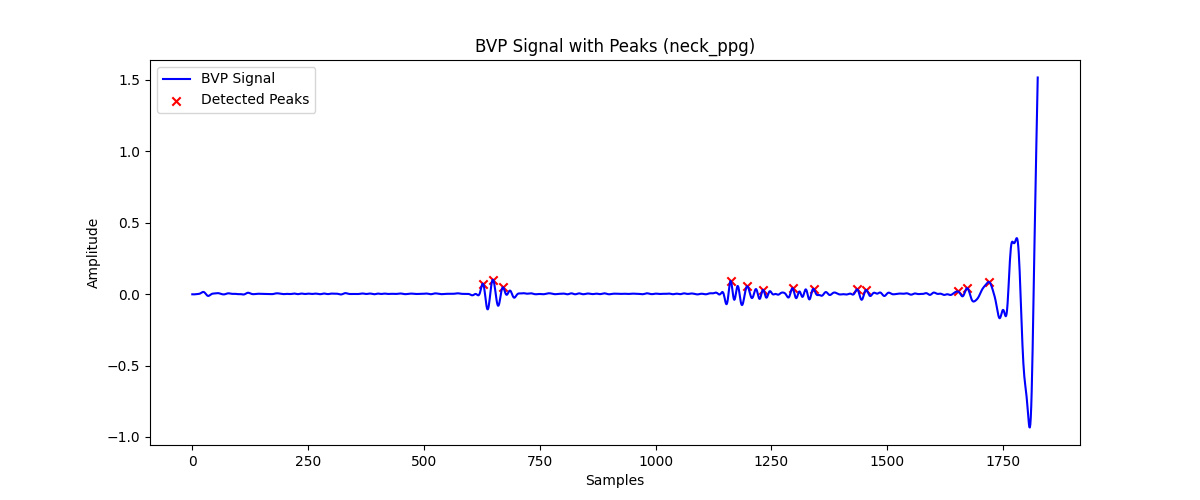 BVP Signal with Peaks (neck_ppg)
BVP Signal
Detected Peaks
Amplitude
1.5
1.0
0.5
0.0
−0.5
−1.0
0 250 500 750 1000 1250 1500 1750
Samples